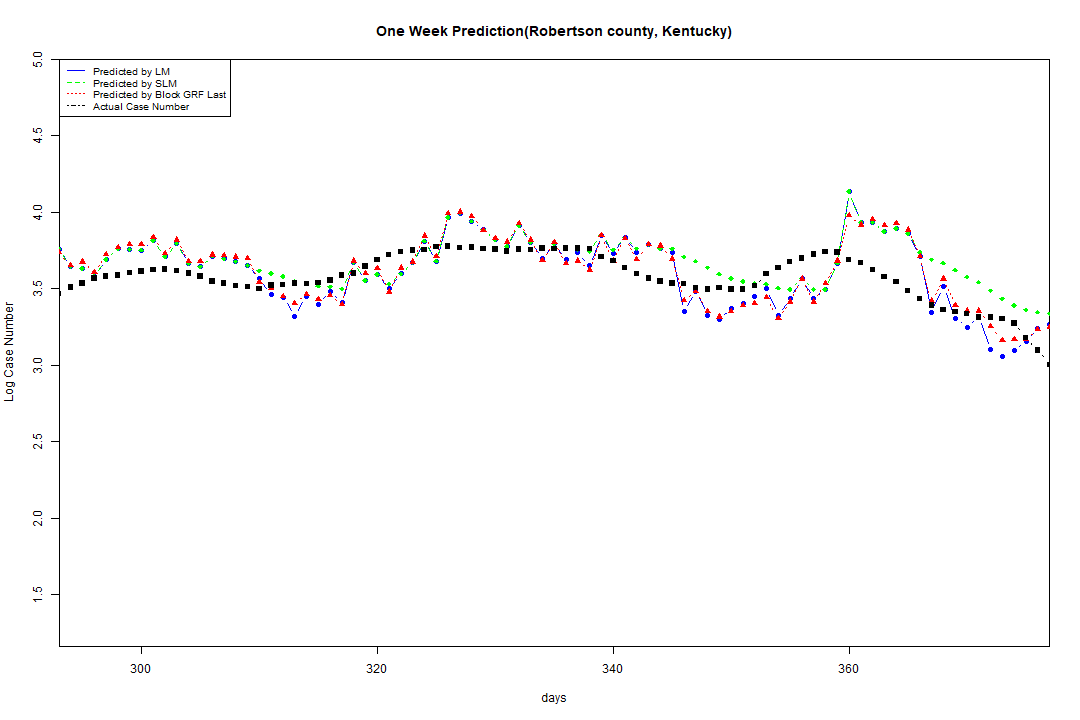 One Week Prediction(Robertson county, Kentucky)
Predicted by LM
Predicted by SLM
Predicted by Block GRF Last
Actual Case Number
5.0
4.5
4.0
3.5
3.0
2.5
2.0
1.5
Log Case Number
300 320 340 360
days